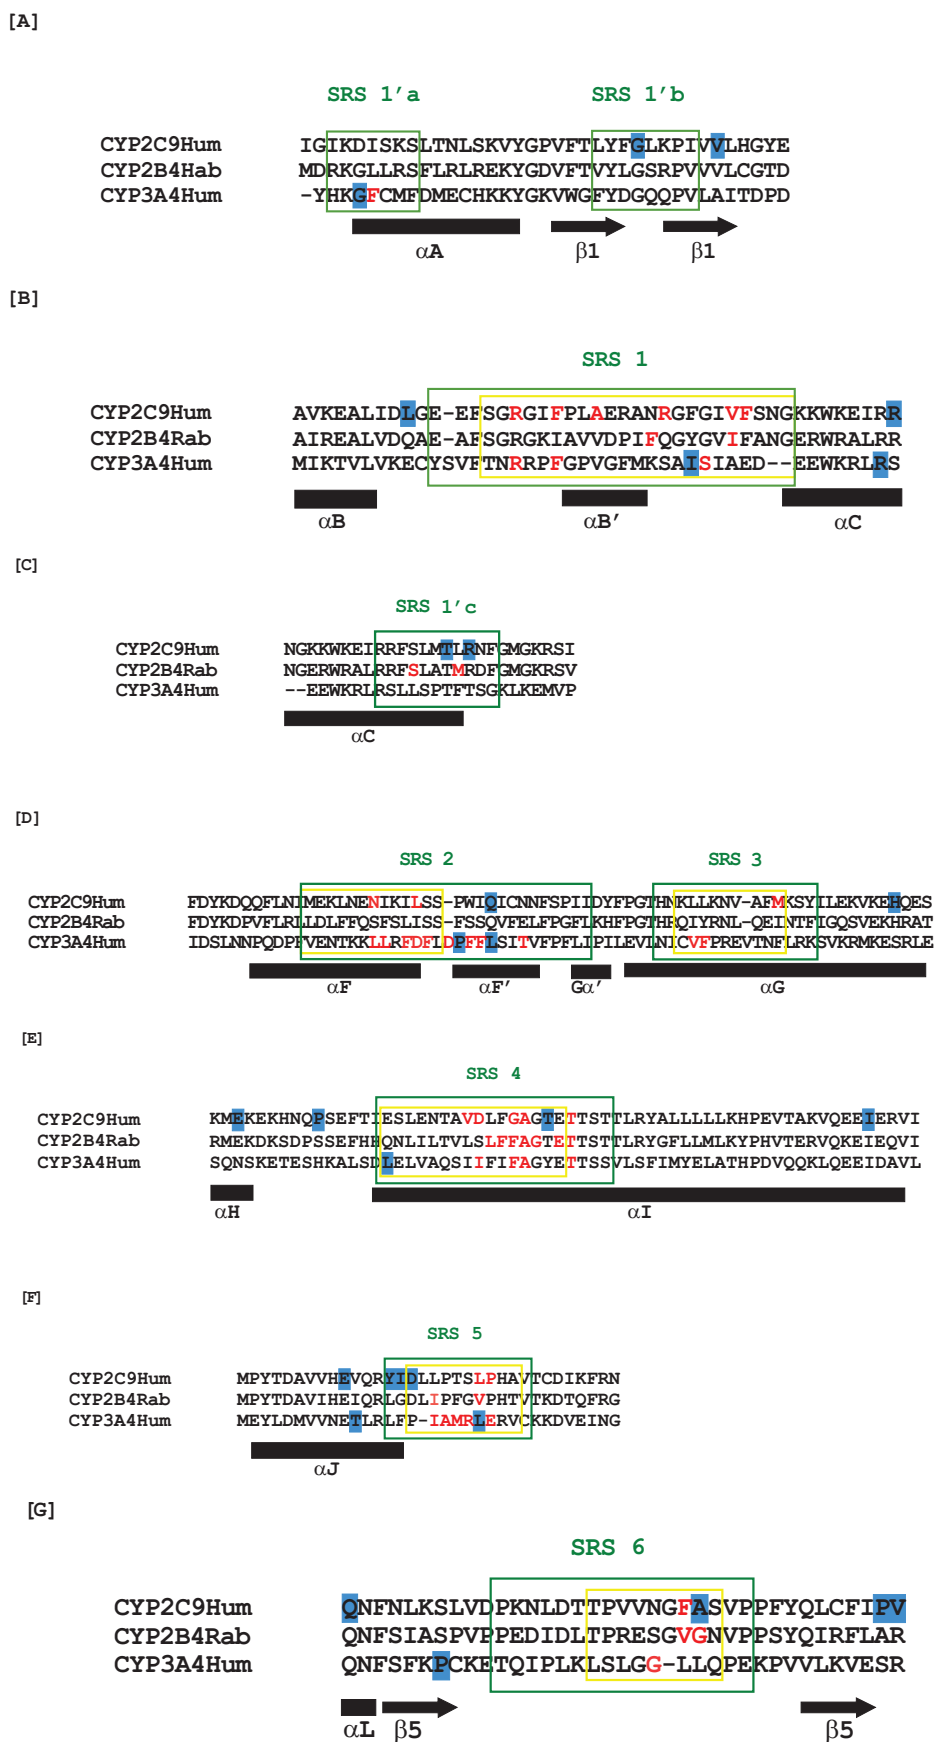 [A]
SRS 1'a SRS 1'b
CYP2C9Hum IGIKDISKSLTNLSKVYGPVFTLYFGLKPIVVLHGYE
CYP2B4Hab MDRKGLLRSFLRLREKYGDVFTVYLGSRPVVVLCGTD
CYP3A4Hum -YHKGFCMFDMECHKKYGKVWGFYDGQQPVLAITDPD
αA β1 β1
[B]
SRS 1
CYP2C9Hum AVKEALIDLGE-EFSGRGIFPLAERANRGFGIVFSNGKKWKEIRR
CYP2B4Rab AIREALVDQAE-AFSGRGKIAVVDPIFQGYGVIFANGERWRALRR
CYP3A4Hum MIKTVLVKECYSVFTNRRPFGPVGFMKSAISIAED--EEWKRLRS
αB αB' αC
[C]
SRS 1'c
CYP2C9Hum NGKKWKEIRRFSLMTLRNFGMGKRSI
CYP2B4Rab NGERWRALRRFSLATMRDFGMGKRSV
CYP3A4Hum --EEWKRLRSLLSPTFTSGKLKEMVP
αC
[D]
SRS 2 SRS 3
CYP2C9Hum FDYKDQQFLNIMEKLNENIKILSS-PWIQICNNFSPIIDYFPGTHNKLLKNV-AFMKSYILEKVKEHQES
CYP2B4Rab FDYKDPVFLRLLDLFFQSFSLISS-FSSQVFELFPGFLKHFPGTHRQIYRNL-QEINTFIGQSVEKHRAT
CYP3A4Hum IDSLNNPQDPFVENTKKLLRFDFLDPFFLSITVFPFLIPILEVLNICVFPREVTNFLRKSVKRMKESRLE
αF αF' Gα' αG
[E]
SRS 4
CYP2C9Hum KMEKEKHNQPSEFTIESLENTAVDLFGAGTETTSTTLRYALLLLLKHPEVTAKVQEEIERVI
CYP2B4Rab RMEKDKSDPSSEFHHQNLILTVLSLFFAGTETTSTTLRYGFLLMLKYPHVTERVQKEIEQVI
CYP3A4Hum SQNSKETESHKALSDLELVAQSIIFIFAGYETTSSVLSFIMYELATHPDVQQKLQEEIDAVL
αH αI
[F]
SRS 5
CYP2C9Hum MPYTDAVVHEVQRYIDLLPTSLPHAVTCDIKFRN
CYP2B4Rab MPYTDAVIHEIQRLGDLIPFGVPHTVTKDTQFRG
CYP3A4Hum MEYLDMVVNETLRLFP-IAMRLERVCKKDVEING
αJ
[G]
SRS 6
CYP2C9Hum QNFNLKSLVDPKNLDTTPVVNGFASVPPFYQLCFIPV
CYP2B4Rab QNFSIASPVPPEDIDLTPRESGVGNVPPSYQIRFLAR
CYP3A4Hum QNFSFKPCKETQIPLKLSLGG-LLQPEKPVVLKVESR
αL β5 β5